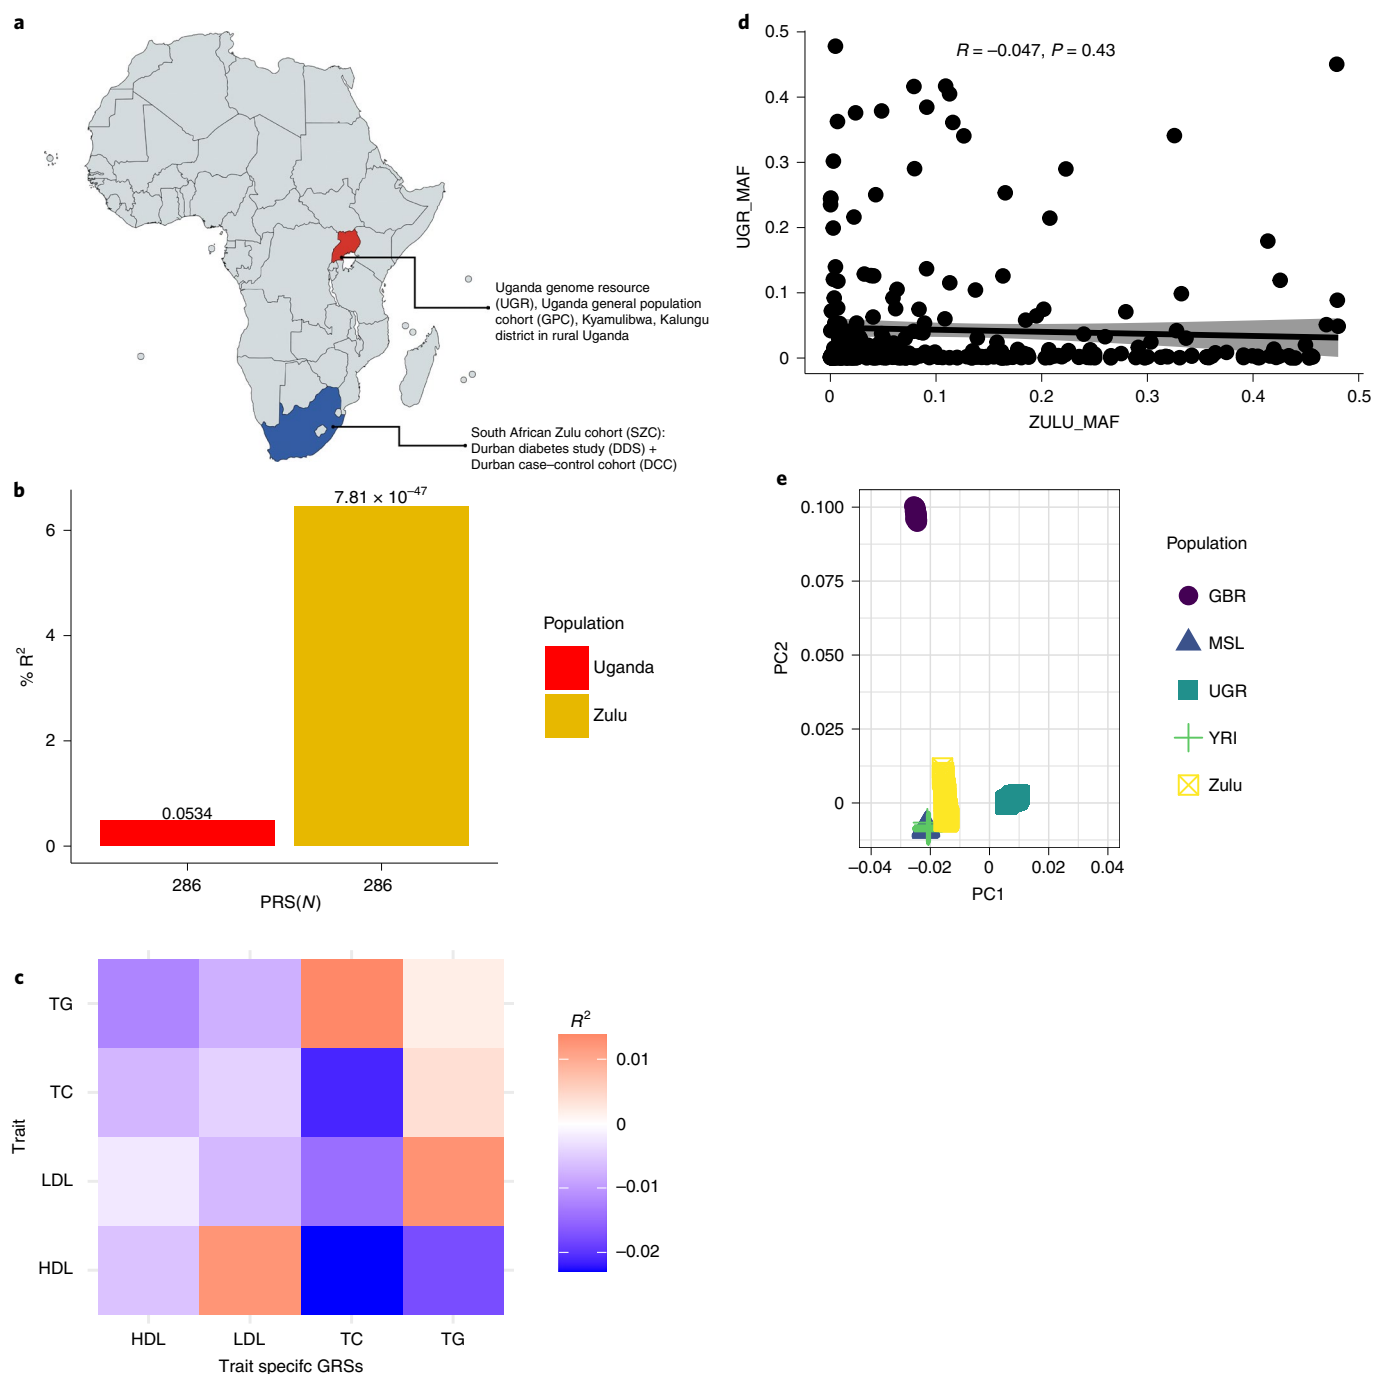 a
Uganda genome resource
(UGR), Uganda general population
cohort (GPC), Kyamulibwa, Kalungu
district in rural Uganda
South African Zulu cohort (SZC):
Durban diabetes study (DDS) +
Durban case–control cohort (DCC)
b
7.81 × 10⁻⁴⁷
6
4
2
0
% R²
0.0534
286
286
PRS(N)
Population
Uganda
Zulu
c
TG
TC
LDL
HDL
Trait
HDL
LDL
TC
TG
Trait specifc GRSs
R²
0.01
0
–0.01
–0.02
d
R = –0.047, P = 0.43
0.5
0.4
0.3
0.2
0.1
0
UGR_MAF
0
0.1
0.2
0.3
0.4
0.5
ZULU_MAF
e
0.100
0.075
0.050
0.025
0
PC2
–0.04
–0.02
0
0.02
0.04
PC1
Population
GBR
MSL
UGR
YRI
Zulu